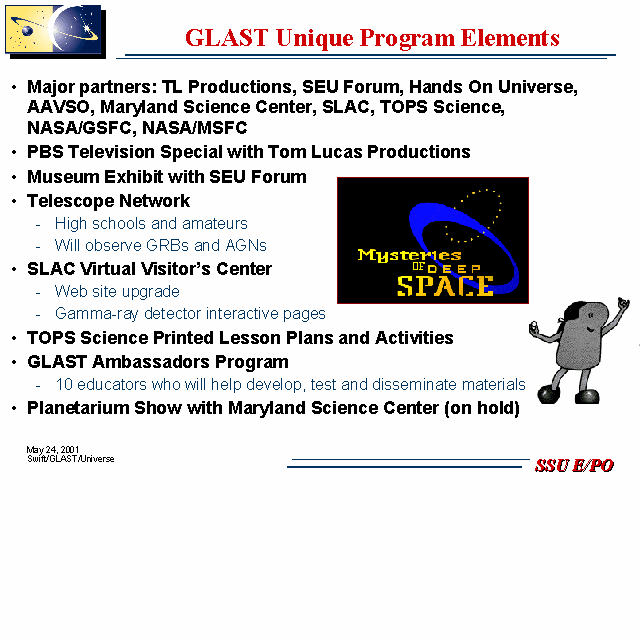 GLAST Unique Program Elements
• Major partners: TL Productions, SEU Forum, Hands On Universe,
AAVSO, Maryland Science Center, SLAC, TOPS Science,
NASA/GSFC, NASA/MSFC
• PBS Television Special with Tom Lucas Productions
• Museum Exhibit with SEU Forum
• Telescope Network
- High schools and amateurs
- Will observe GRBs and AGNs
• SLAC Virtual Visitor's Center
- Web site upgrade
- Gamma-ray detector interactive pages
Mysteries
OF DEEP
SPACE
• TOPS Science Printed Lesson Plans and Activities
• GLAST Ambassadors Program
- 10 educators who will help develop, test and disseminate materials
• Planetarium Show with Maryland Science Center (on hold)
May 24, 2001
Swift/GLAST/Universe
SSU E/PO